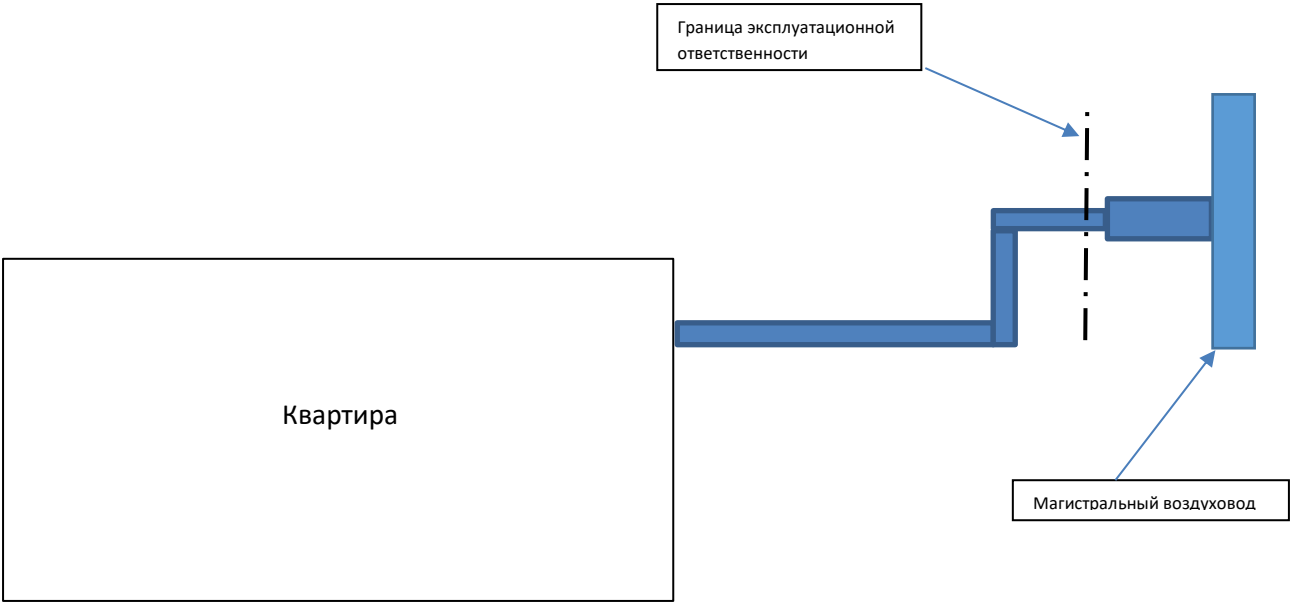 Граница эксплуатационной
ответственности
Квартира
Магистральный воздуховод